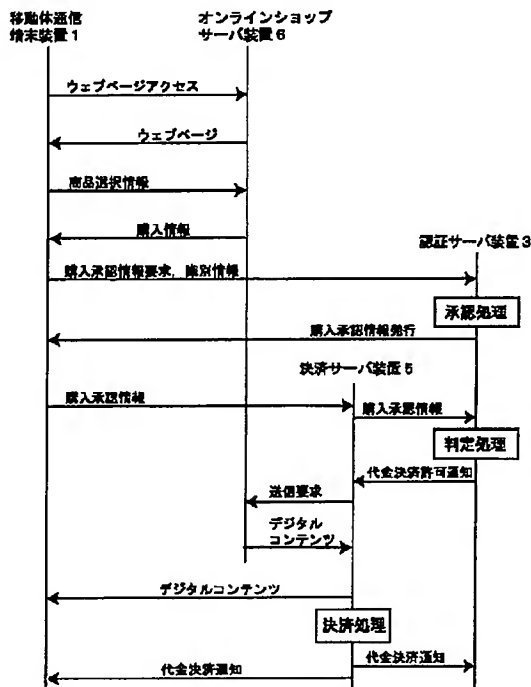 移動体通信
端末装置1
オンラインショップ
サーバ装置6
ウェブページアクセス
ウェブページ
商品選択情報
購入情報
認証サーバ装置3
購入承認情報要求，識別情報
承認処理
購入承認情報発行
決済サーバ装置5
購入承認情報
購入承認情報
判定処理
代金決済許可通知
送信要求
デジタル
コンテンツ
デジタルコンテンツ
決済処理
代金決済通知
代金決済通知